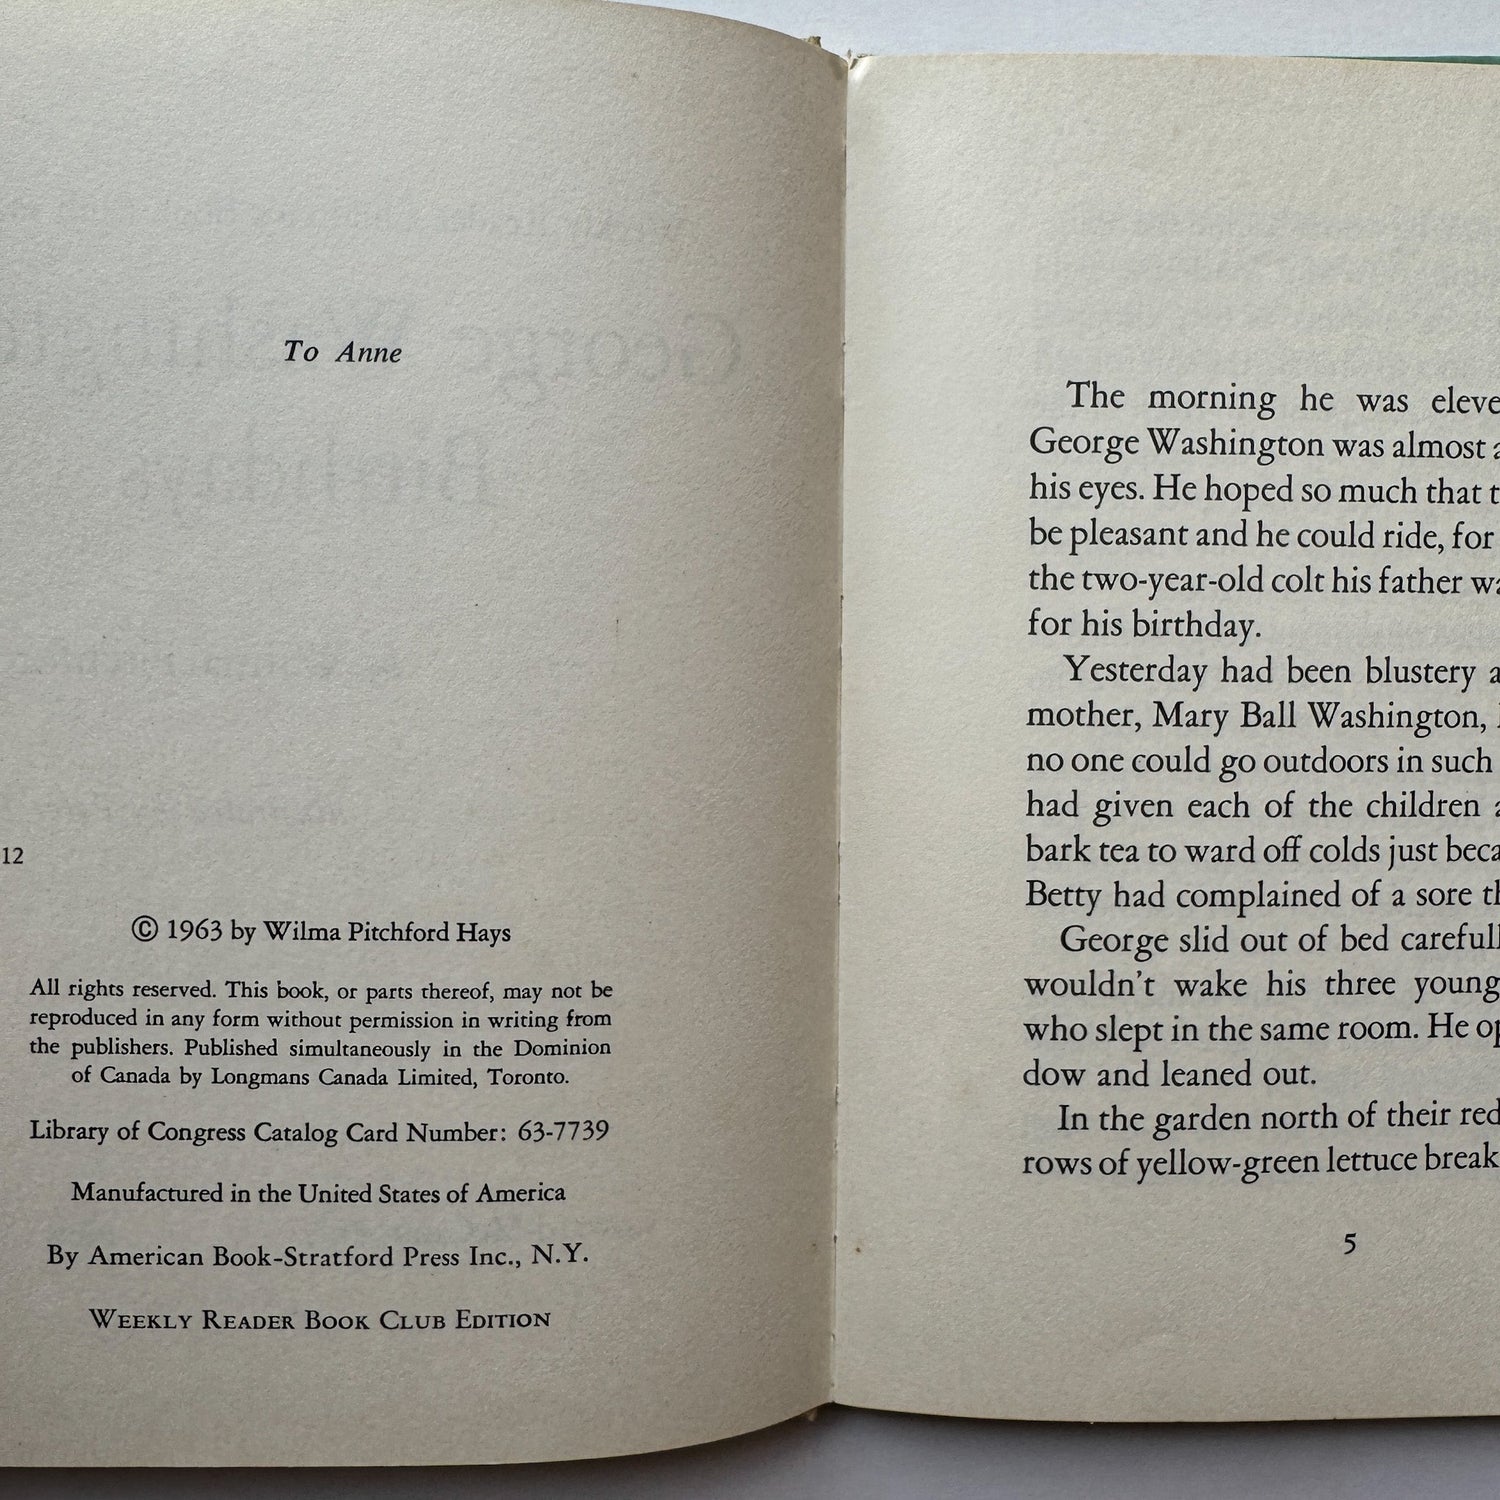 To Anne
12
© 1963 by Wilma Pitchford Hays
All rights reserved. This book, or parts thereof, may not be
reproduced in any form without permission in writing from
the publishers. Published simultaneously in the Dominion
of Canada by Longmans Canada Limited, Toronto.
Library of Congress Catalog Card Number: 63-7739
Manufactured in the United States of America
By American Book-Stratford Press Inc., N.Y.
WEEKLY READER BOOK CLUB EDITION
The morning he was eleve
George Washington was almost a
his eyes. He hoped so much that t
be pleasant and he could ride, for
the two-year-old colt his father wa
for his birthday.
Yesterday had been blustery a
mother, Mary Ball Washington,
no one could go outdoors in such
had given each of the children a
bark tea to ward off colds just beca
Betty had complained of a sore th
George slid out of bed carefull
wouldn't wake his three young
who slept in the same room. He op
dow and leaned out.
In the garden north of their red
rows of yellow-green lettuce break
5